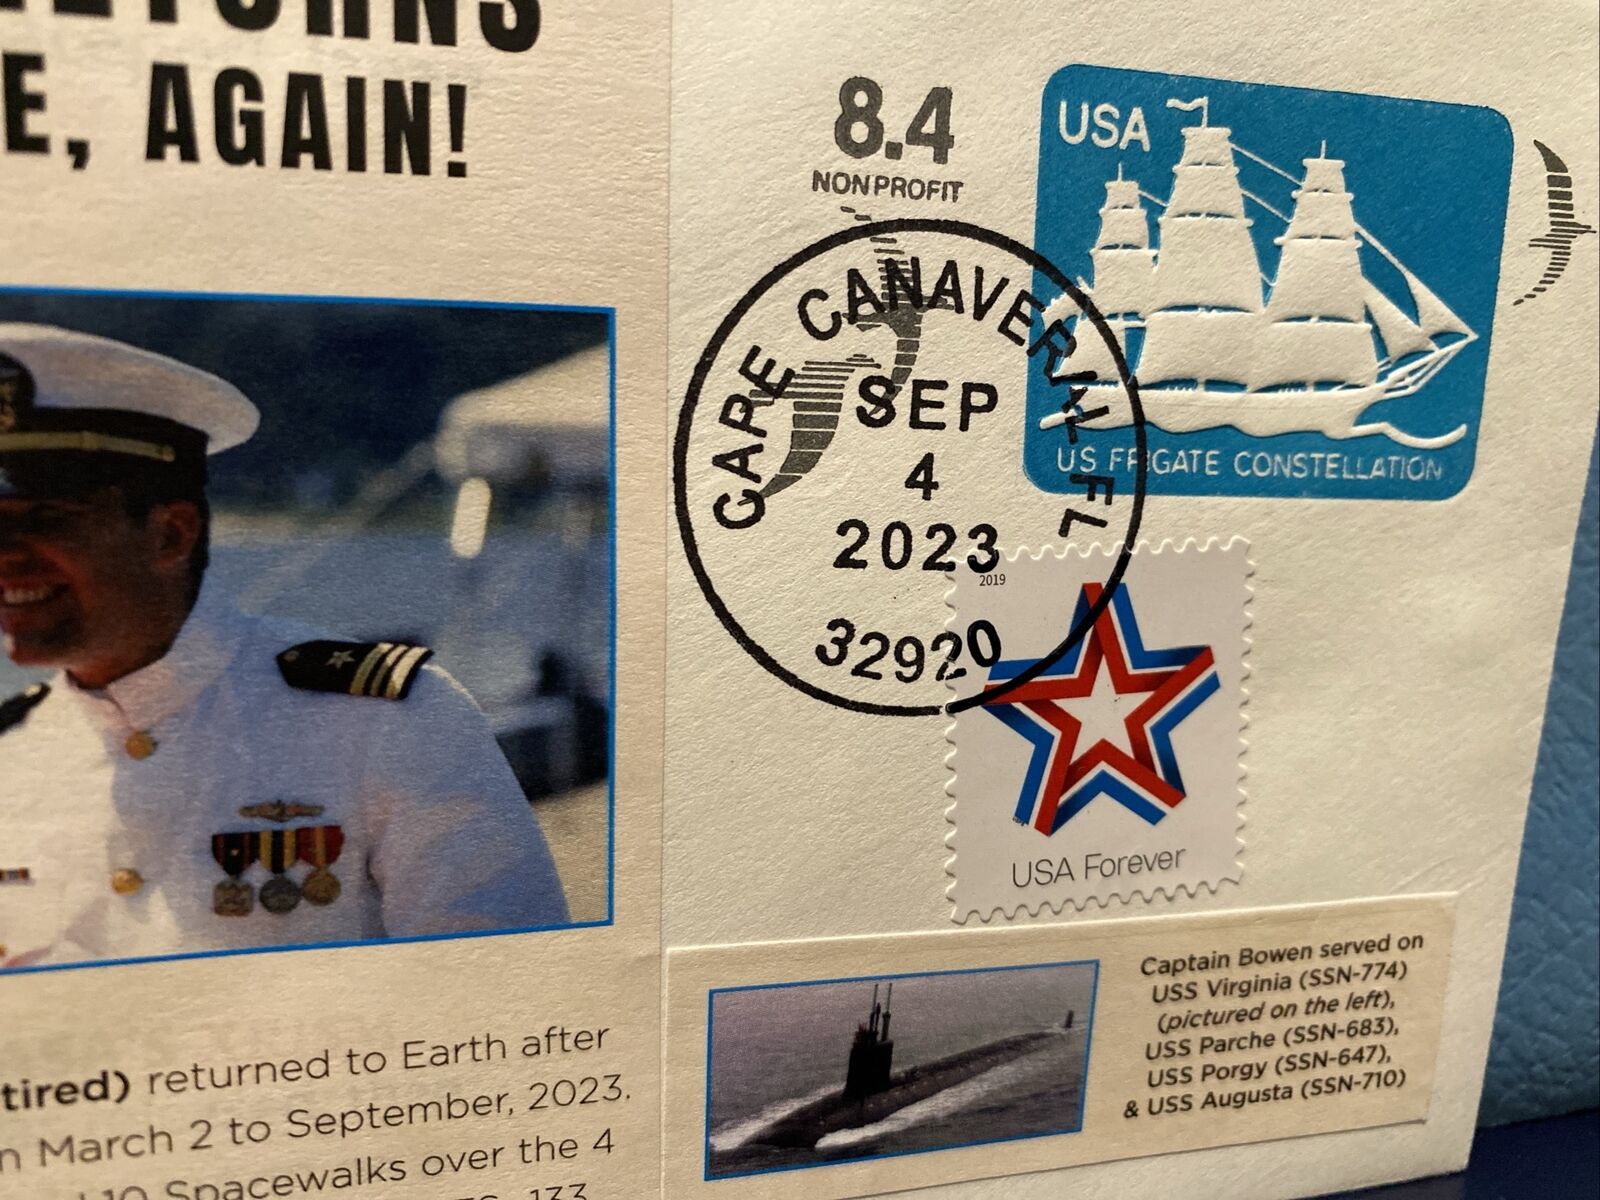 E, AGAIN!
8.4
NONPROFIT
USA
US FRIGATE CONSTELLATION
CAPE CANAVERAL FL
SEP
4
2023
32920
2019
USA Forever
Captain Bowen served on
USS Virginia (SSN-774)
(pictured on the left),
USS Parche (SSN-683),
USS Porgy (SSN-647),
& USS Augusta (SSN-710)
tired) returned to Earth after
n March 2 to September, 2023.
10 Spacewalks over the 4
133